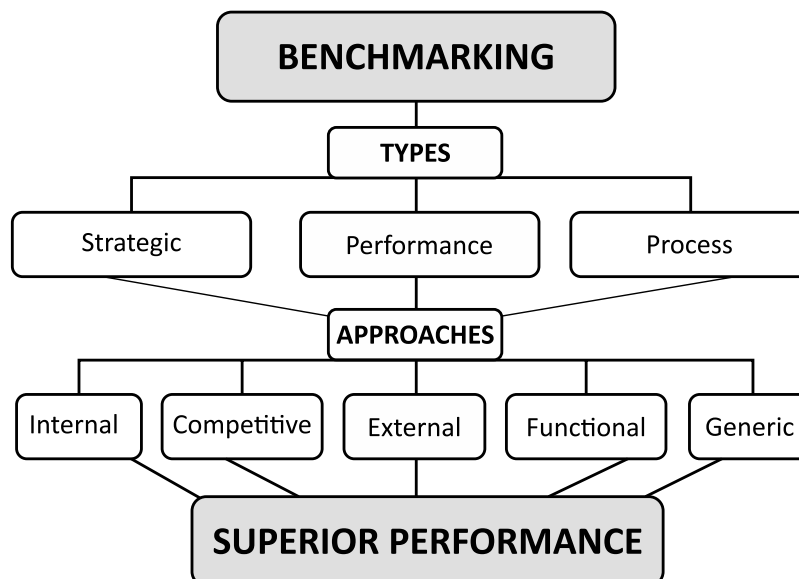 BENCHMARKING
TYPES
Strategic
Performance
Process
APPROACHES
Internal
Competitive
External
Functional
Generic
SUPERIOR PERFORMANCE